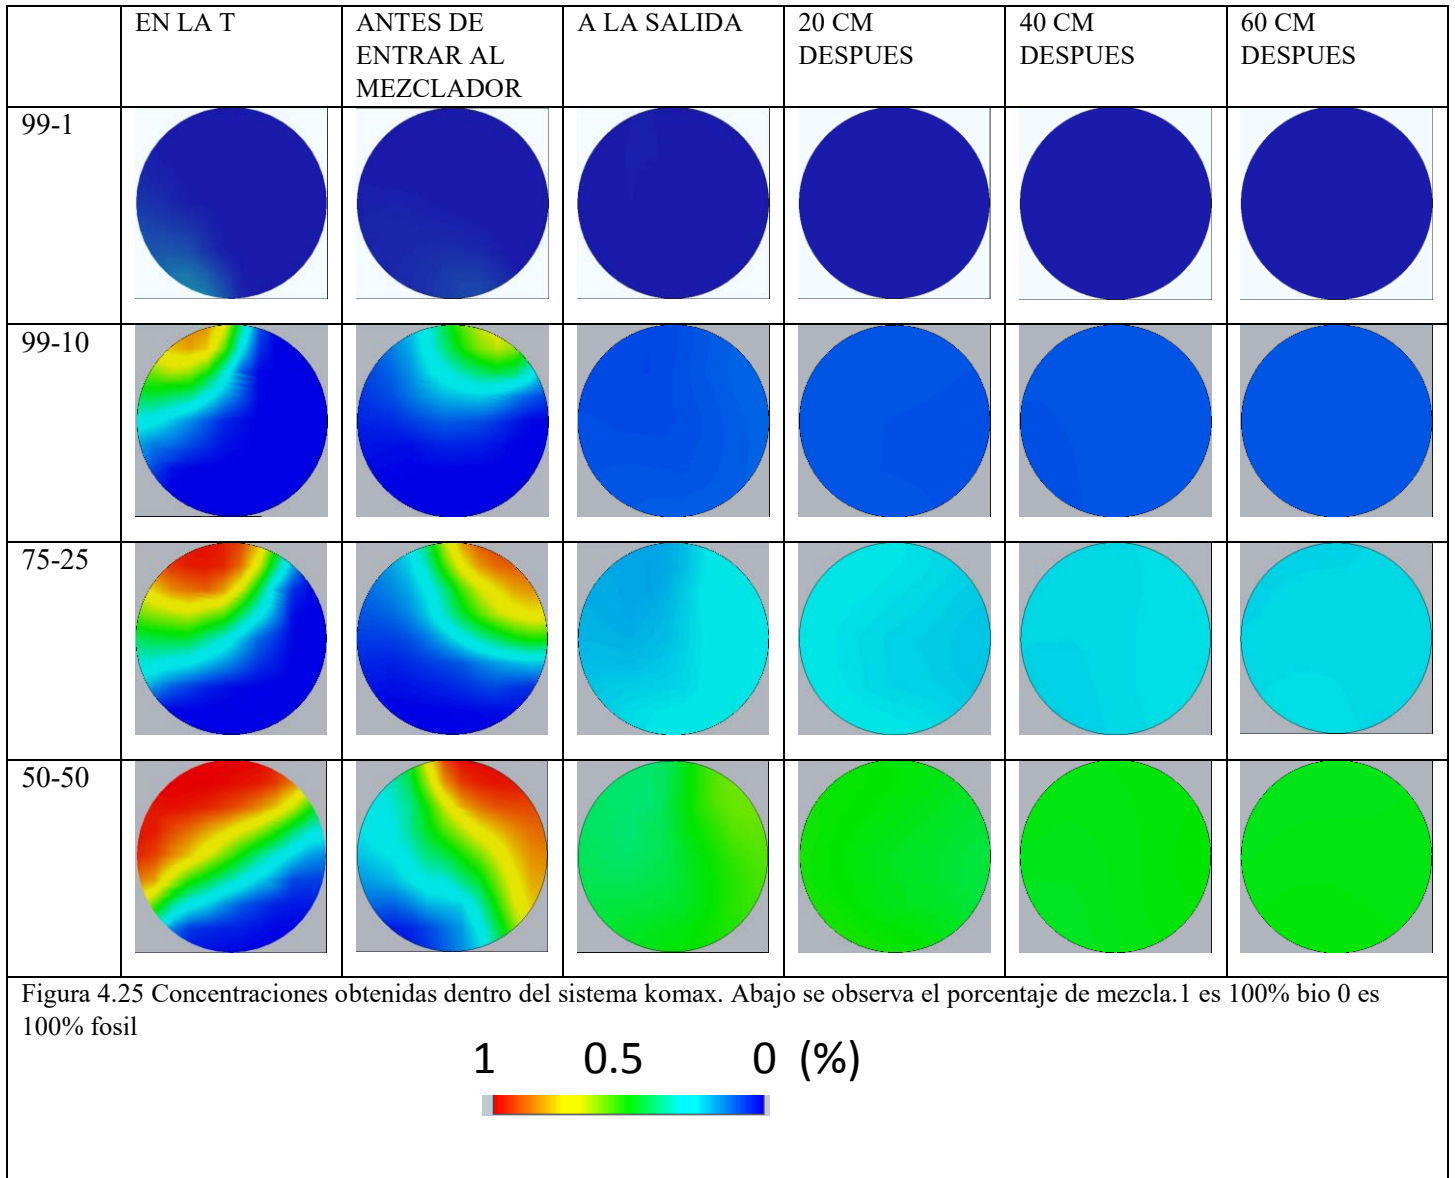 EN LA T
ANTES DE
ENTRAR AL
MEZCLADOR
A LA SALIDA
20 CM
DESPUES
40 CM
DESPUES
60 CM
DESPUES
99-1
99-10
75-25
50-50
Figura 4.25 Concentraciones obtenidas dentro del sistema komax. Abajo se observa el porcentaje de mezcla.1 es 100% bio 0 es
100% fosil
1 0.5 0 (%)